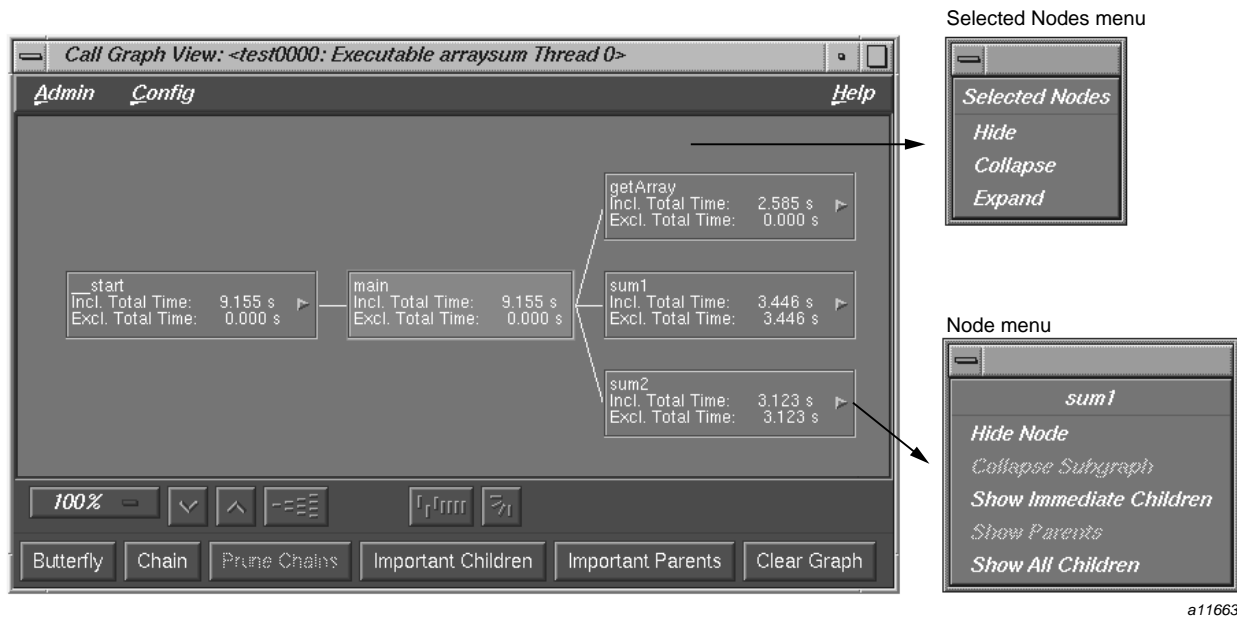 Selected Nodes menu
Call Graph View: <test0000: Executable arraysum Thread 0>
Admin Config Help
Selected Nodes
Hide
Collapse
Expand
getArray
Incl. Total Time: 2.585 s
Excl. Total Time: 0.000 s
__start
Incl. Total Time: 9.155 s
Excl. Total Time: 0.000 s
main
Incl. Total Time: 9.155 s
Excl. Total Time: 0.000 s
sum1
Incl. Total Time: 3.446 s
Excl. Total Time: 3.446 s
sum2
Incl. Total Time: 3.123 s
Excl. Total Time: 3.123 s
Node menu
sum1
Hide Node
Collapse Subgraph
Show Immediate Children
Show Parents
Show All Children
100%
Butterfly Chain Prune Chains Important Children Important Parents Clear Graph
a11663